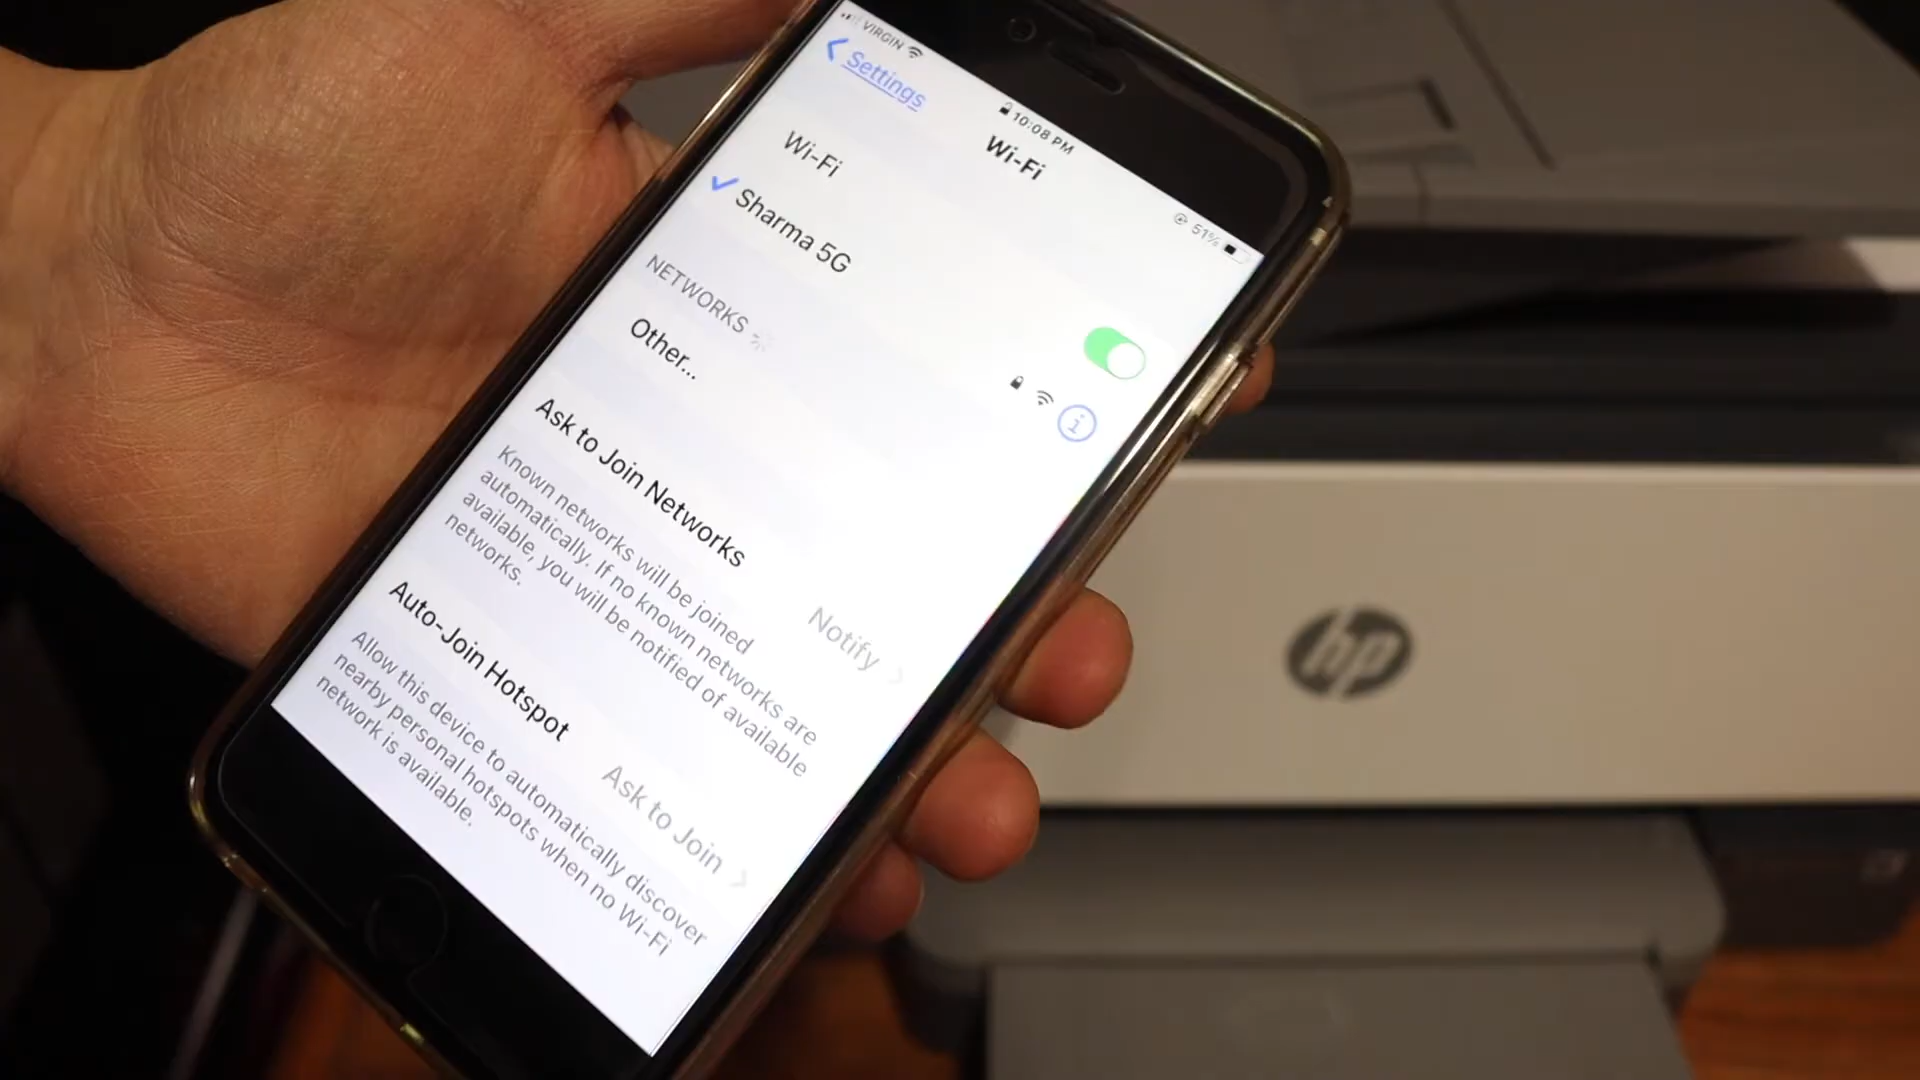 VIRGIN
10:08 PM
51%
Settings
Wi-Fi
Wi-Fi
Sharma 5G
NETWORKS
Other...
Ask to Join Networks
Notify
Known networks will be joined
automatically. If no known networks are
available, you will be notified of available
networks.
Auto-Join Hotspot
Ask to Join
Allow this device to automatically discover
nearby personal hotspots when no Wi-Fi
network is available.
hp